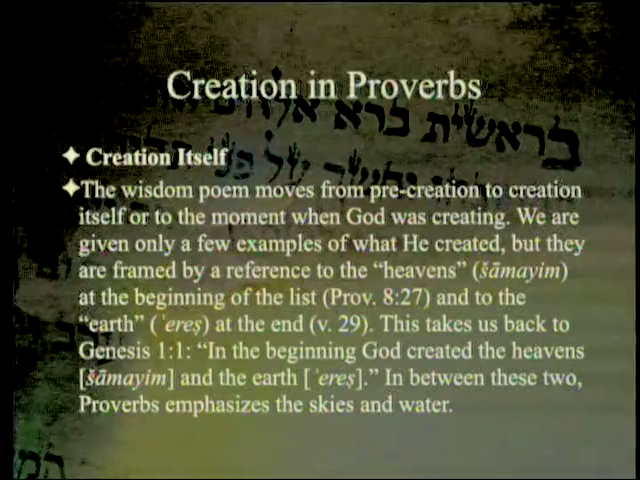 Creation in Proverbs
בראשית ברא אלהים
✦ Creation Itself
✦The wisdom poem moves from pre-creation to creation
itself or to the moment when God was creating. We are
given only a few examples of what He created, but they
are framed by a reference to the “heavens” (šāmayim)
at the beginning of the list (Prov. 8:27) and to the
“earth” (ʾereṣ) at the end (v. 29). This takes us back to
Genesis 1:1: “In the beginning God created the heavens
[šāmayim] and the earth [ʾereṣ].” In between these two,
Proverbs emphasizes the skies and water.